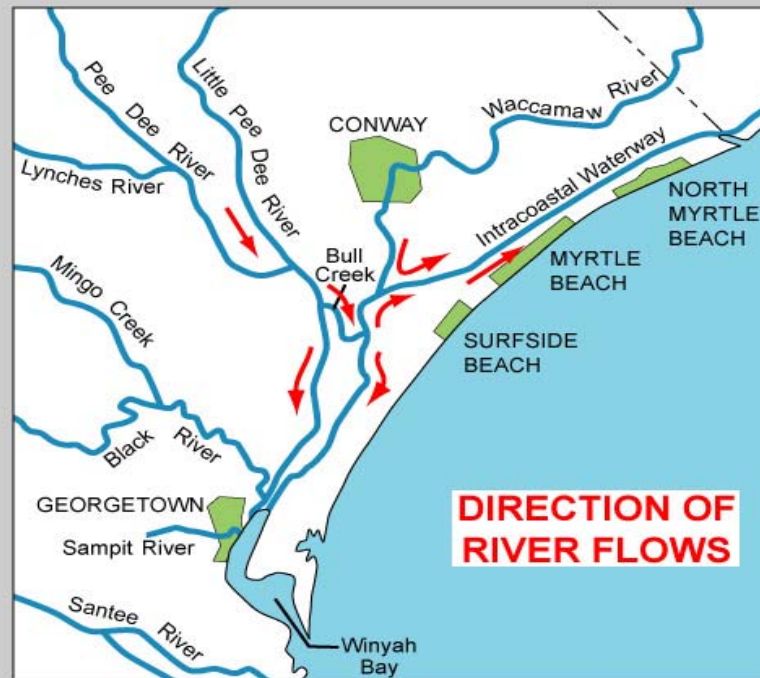 Pee Dee River
Little Pee Dee River
Waccamaw River
CONWAY
Lynches River
Intracoastal Waterway
NORTH
MYRTLE
BEACH
Bull
Creek
MYRTLE
BEACH
Mingo Creek
SURFSIDE
BEACH
Black River
GEORGETOWN
Sampit River
DIRECTION OF
RIVER FLOWS
Santee River
Winyah
Bay